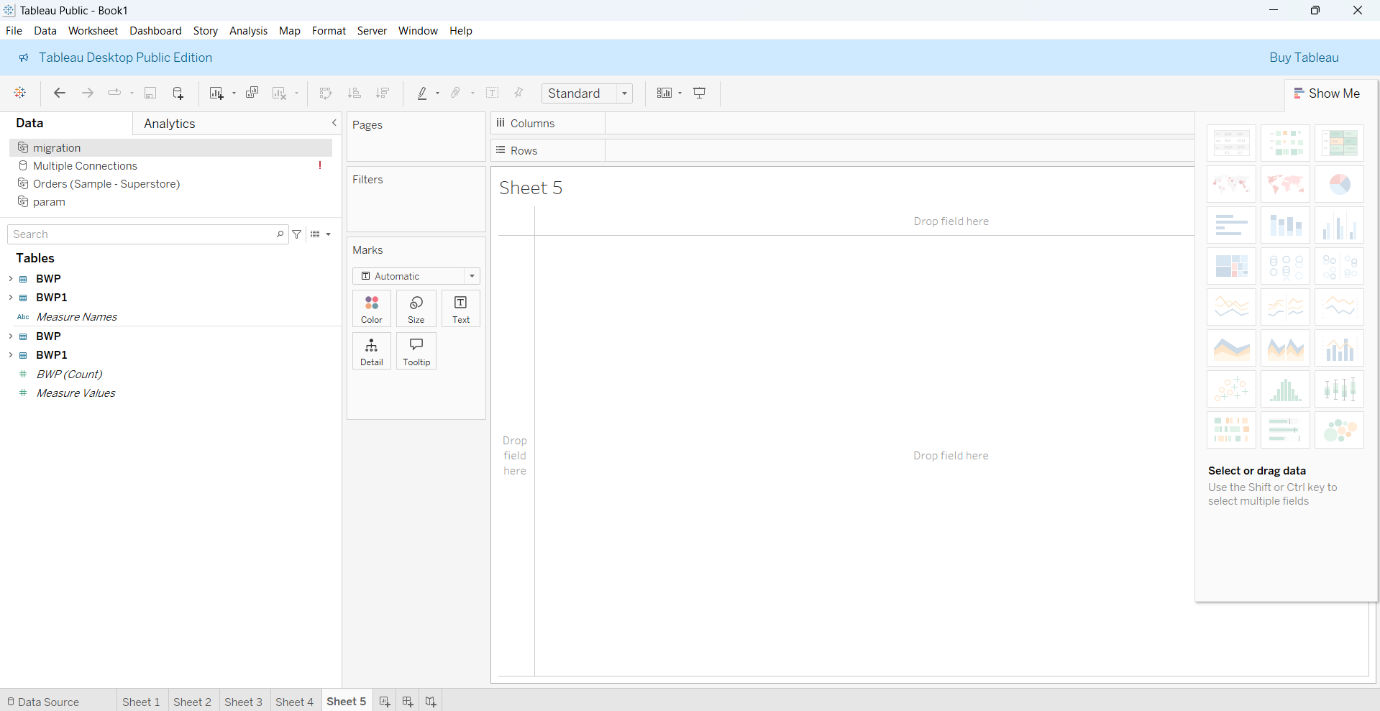 Tableau Public - Book1
File Data Worksheet Dashboard Story Analysis Map Format Server Window Help
Tableau Desktop Public Edition
Buy Tableau
Standard
Show Me
Data
Analytics
migration
Multiple Connections !
Orders (Sample - Superstore)
param
Search
Tables
BWP
BWP1
Abc Measure Names
BWP
BWP1
# BWP (Count)
# Measure Values
Pages
Filters
Marks
T Automatic
Color Size Text
Detail Tooltip
Columns
Rows
Sheet 5
Drop field here
Drop
field
here
Drop field here
Select or drag data
Use the Shift or Ctrl key to
select multiple fields
Data Source Sheet 1 Sheet 2 Sheet 3 Sheet 4 Sheet 5